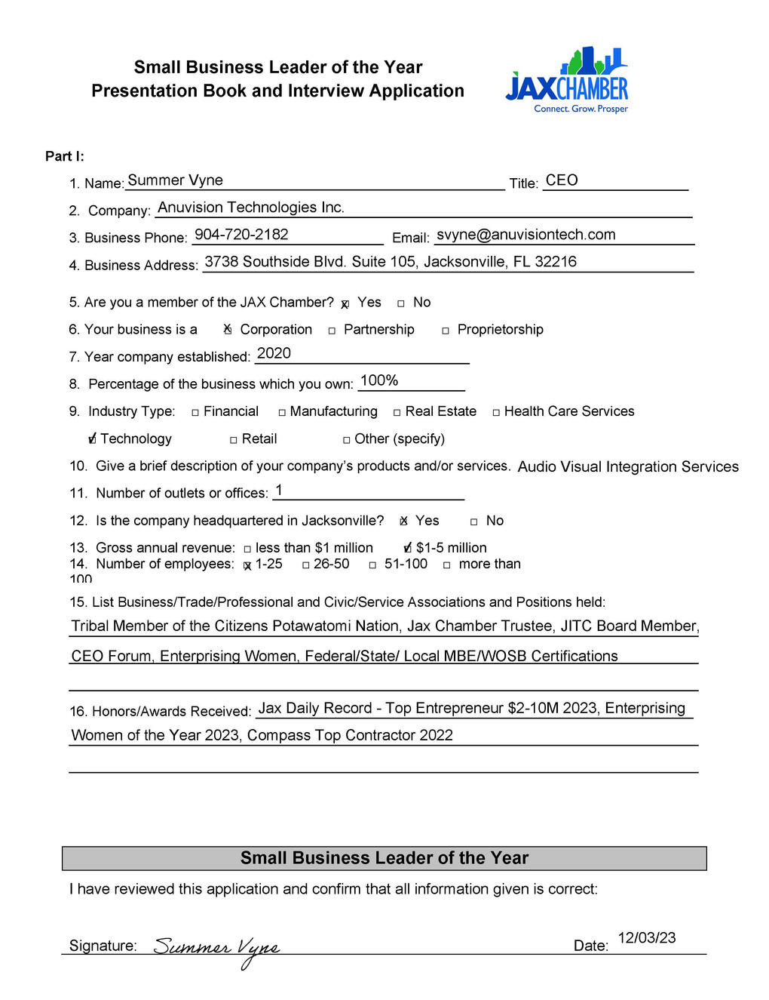 Small Business Leader of the Year
Presentation Book and Interview Application
JAXCHAMBER
Connect. Grow. Prosper
Part I:
1. Name: Summer Vyne Title: CEO
2. Company: Anuvision Technologies Inc.
3. Business Phone: 904-720-2182 Email: svyne@anuvisiontech.com
4. Business Address: 3738 Southside Blvd. Suite 105, Jacksonville, FL 32216
5. Are you a member of the JAX Chamber? x Yes □ No
6. Your business is a X Corporation □ Partnership □ Proprietorship
7. Year company established: 2020
8. Percentage of the business which you own: 100%
9. Industry Type: □ Financial □ Manufacturing □ Real Estate □ Health Care Services
✓ Technology □ Retail □ Other (specify)
10. Give a brief description of your company's products and/or services. Audio Visual Integration Services
11. Number of outlets or offices: 1
12. Is the company headquartered in Jacksonville? x Yes □ No
13. Gross annual revenue: □ less than $1 million ✓ $1-5 million
14. Number of employees: x 1-25 □ 26-50 □ 51-100 □ more than
100
15. List Business/Trade/Professional and Civic/Service Associations and Positions held:
Tribal Member of the Citizens Potawatomi Nation, Jax Chamber Trustee, JITC Board Member,
CEO Forum, Enterprising Women, Federal/State/ Local MBE/WOSB Certifications
16. Honors/Awards Received: Jax Daily Record - Top Entrepreneur $2-10M 2023, Enterprising
Women of the Year 2023, Compass Top Contractor 2022
Small Business Leader of the Year
I have reviewed this application and confirm that all information given is correct:
Signature: Summer Vyne Date: 12/03/23